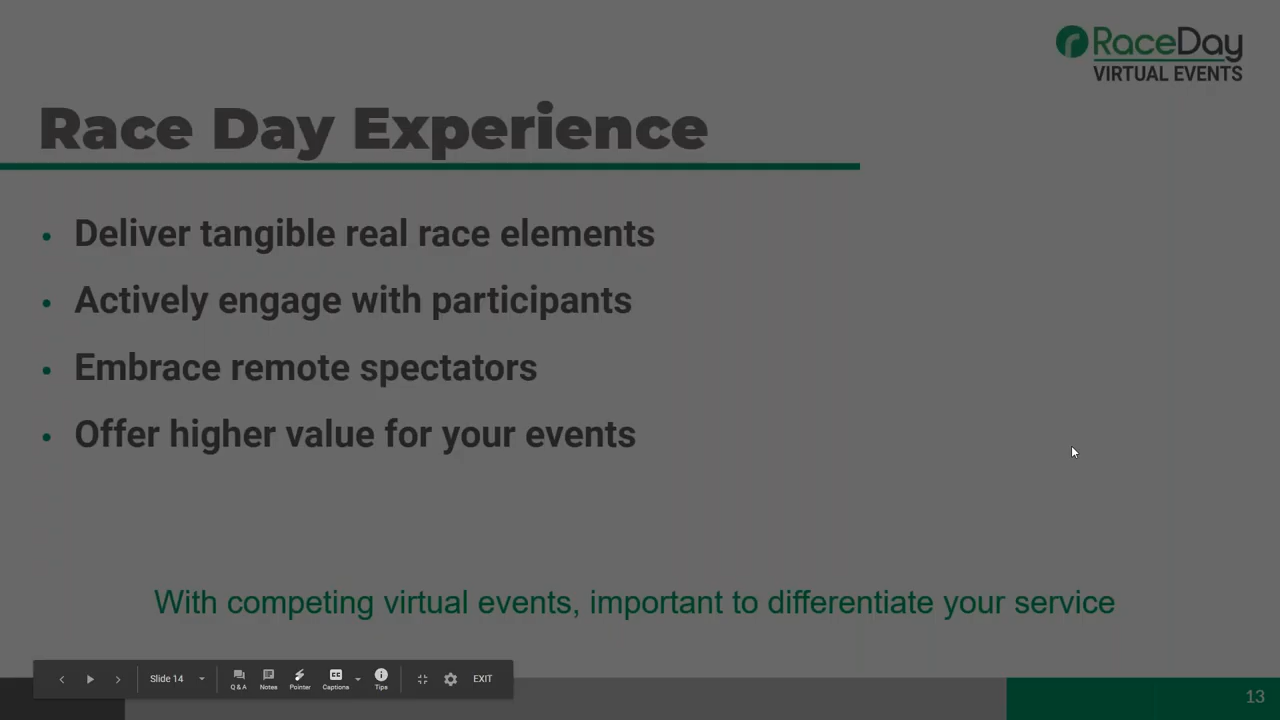 RaceDay
VIRTUAL EVENTS
Race Day Experience
• Deliver tangible real race elements
• Actively engage with participants
• Embrace remote spectators
• Offer higher value for your events
With competing virtual events, important to differentiate your service
Slide 14
Q & A
Notes
Pointer
CC
Captions
Tips
EXIT
13